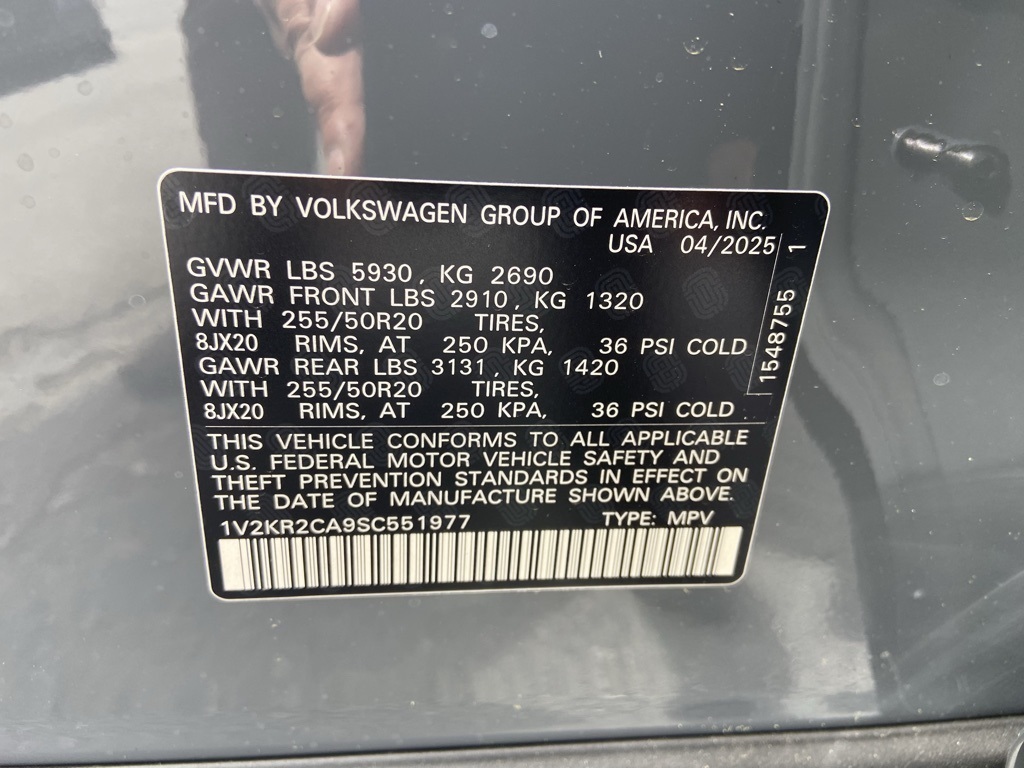 MFD BY VOLKSWAGEN GROUP OF AMERICA, INC.
USA 04/2025
GVWR LBS 5930, KG 2690
GAWR FRONT LBS 2910, KG 1320
WITH 255/50R20 TIRES,
8JX20 RIMS, AT 250 KPA, 36 PSI COLD
GAWR REAR LBS 3131, KG 1420
WITH 255/50R20 TIRES,
8JX20 RIMS, AT 250 KPA, 36 PSI COLD
1548755 1
THIS VEHICLE CONFORMS TO ALL APPLICABLE
U.S. FEDERAL MOTOR VEHICLE SAFETY AND
THEFT PREVENTION STANDARDS IN EFFECT ON
THE DATE OF MANUFACTURE SHOWN ABOVE.
1V2KR2CA9SC551977 TYPE: MPV